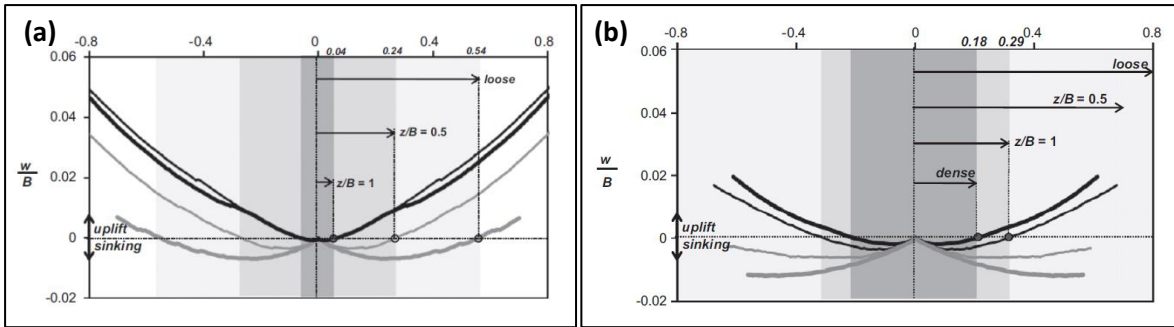 (a)
-0.8 -0.4 0 0.04 0.24 0.4 0.54 0.8
0.06
0.04
0.02
0
-0.02
w
B
uplift
sinking
loose
z/B = 0.5
z/B = 1
(b)
-0.8 -0.4 0 0.18 0.29 0.4 0.8
0.06
0.04
0.02
0
-0.02
w
B
uplift
sinking
loose
z/B = 0.5
z/B = 1
dense